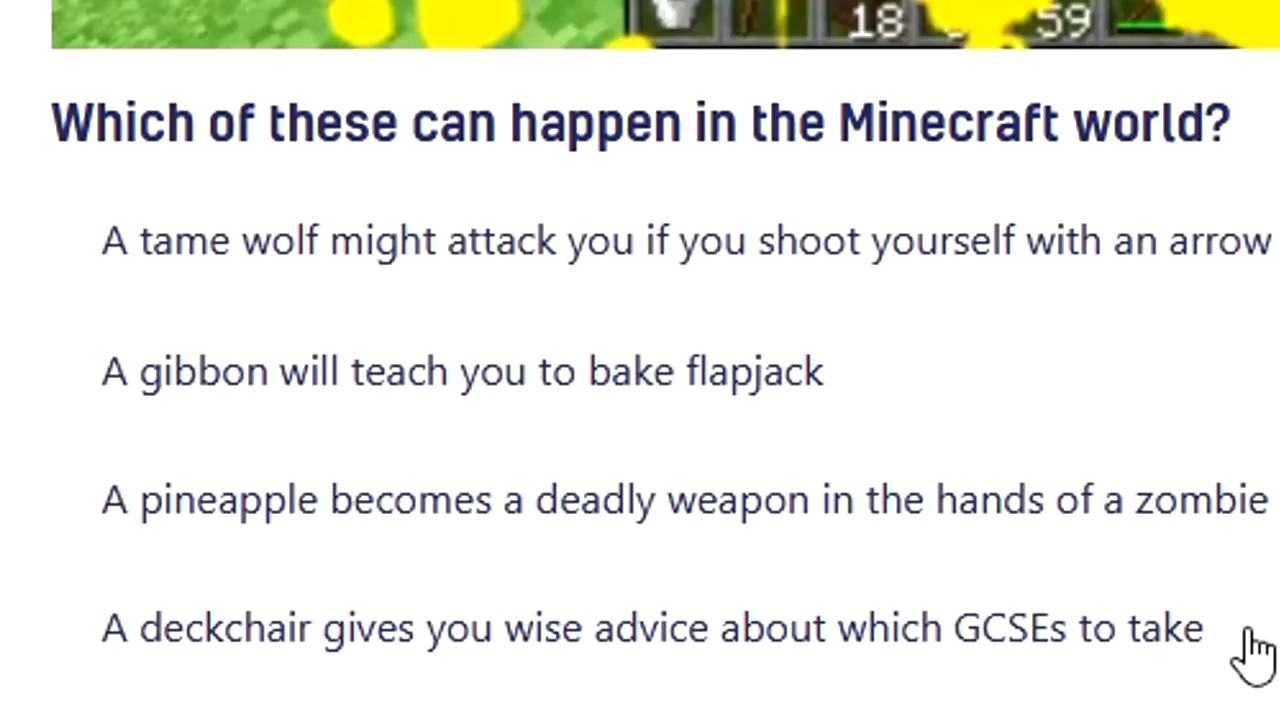 18 59
Which of these can happen in the Minecraft world?
A tame wolf might attack you if you shoot yourself with an arrow
A gibbon will teach you to bake flapjack
A pineapple becomes a deadly weapon in the hands of a zombie
A deckchair gives you wise advice about which GCSEs to take